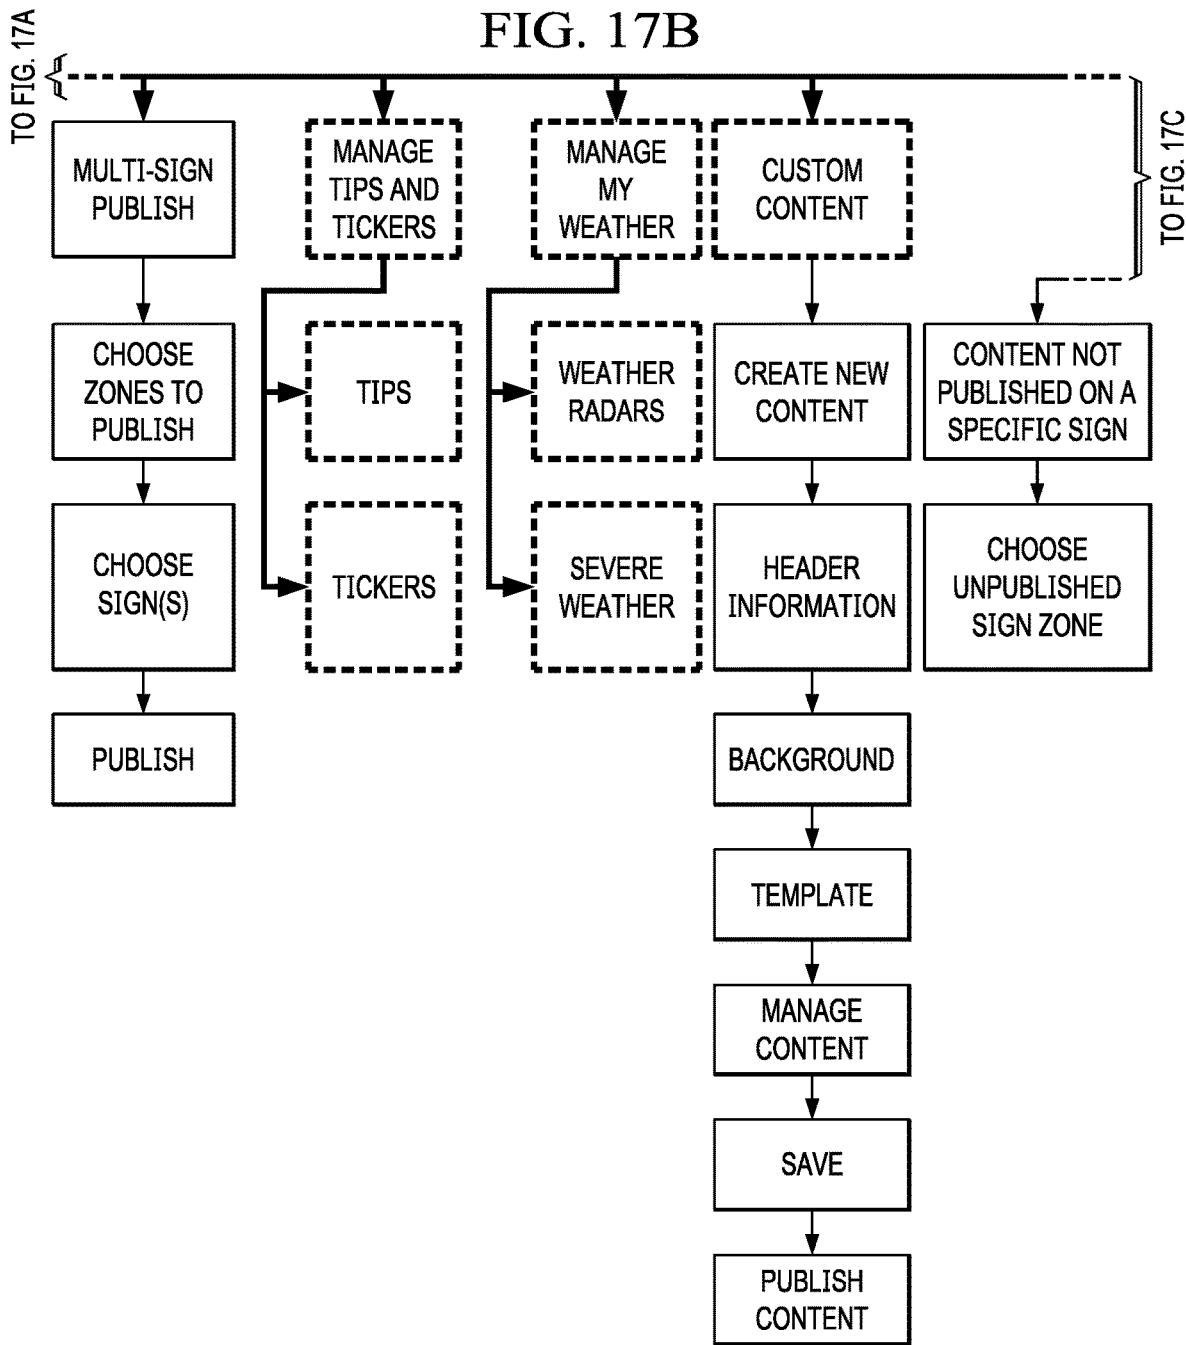 FIG. 17B
TO FIG. 17A
TO FIG. 17C
MULTI-SIGN
PUBLISH
MANAGE
TIPS AND
TICKERS
MANAGE
MY
WEATHER
CUSTOM
CONTENT
CHOOSE
ZONES TO
PUBLISH
TIPS
WEATHER
RADARS
CREATE NEW
CONTENT
CONTENT NOT
PUBLISHED ON A
SPECIFIC SIGN
CHOOSE
SIGN(S)
TICKERS
SEVERE
WEATHER
HEADER
INFORMATION
CHOOSE
UNPUBLISHED
SIGN ZONE
PUBLISH
BACKGROUND
TEMPLATE
MANAGE
CONTENT
SAVE
PUBLISH
CONTENT